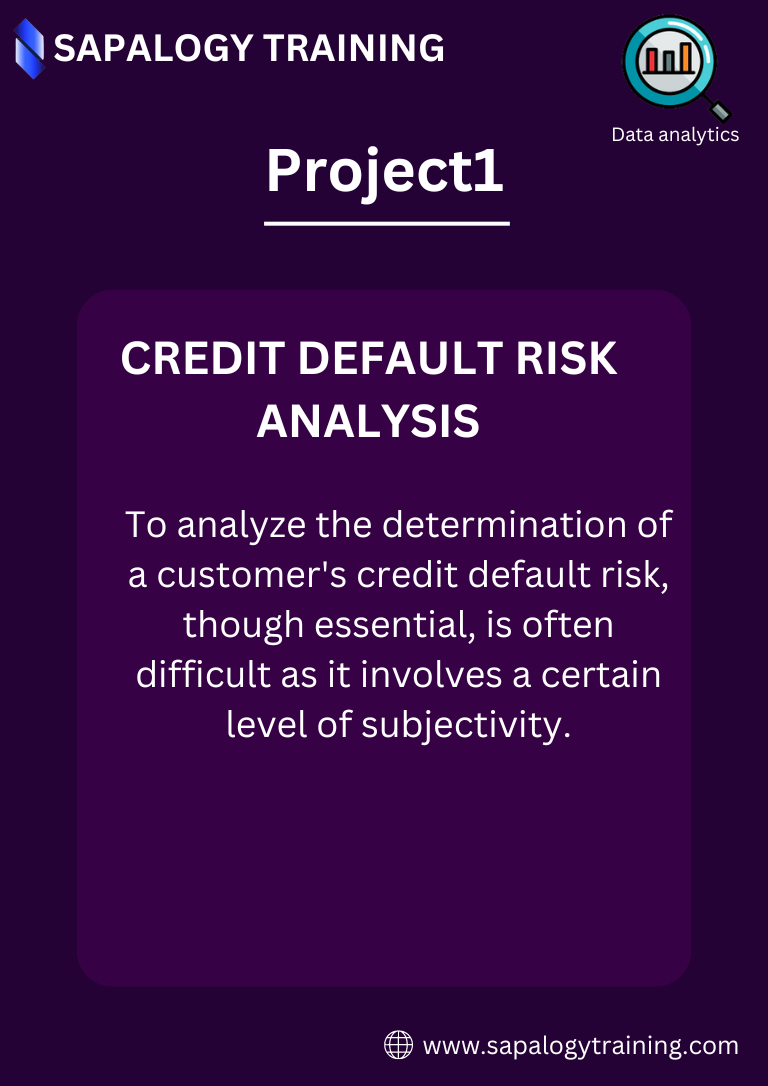 SAPALOGY TRAINING
Data analytics
Project1
CREDIT DEFAULT RISK
ANALYSIS
To analyze the determination of
a customer's credit default risk,
though essential, is often
difficult as it involves a certain
level of subjectivity.
www.sapalogytraining.com